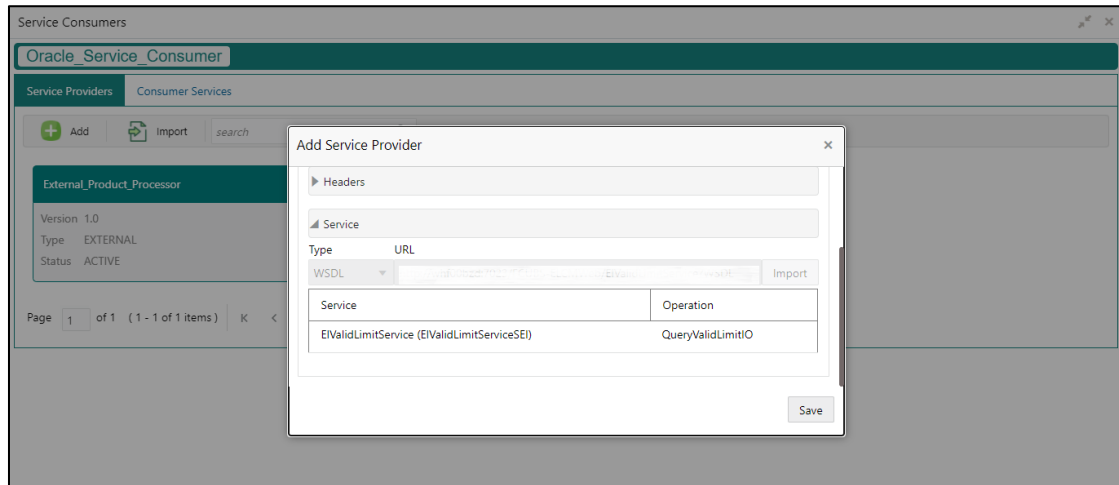 Service Consumers
Oracle_Service_Consumer
Service Providers Consumer Services
Add Import search
External_Product_Processor
Version 1.0
Type EXTERNAL
Status ACTIVE
Page 1 of 1 (1 - 1 of 1 items) K <
Add Service Provider
Headers
Service
Type URL
WSDL Import
Service Operation
EIValidLimitService (EIValidLimitServiceSEI) QueryValidLimitIO
Save